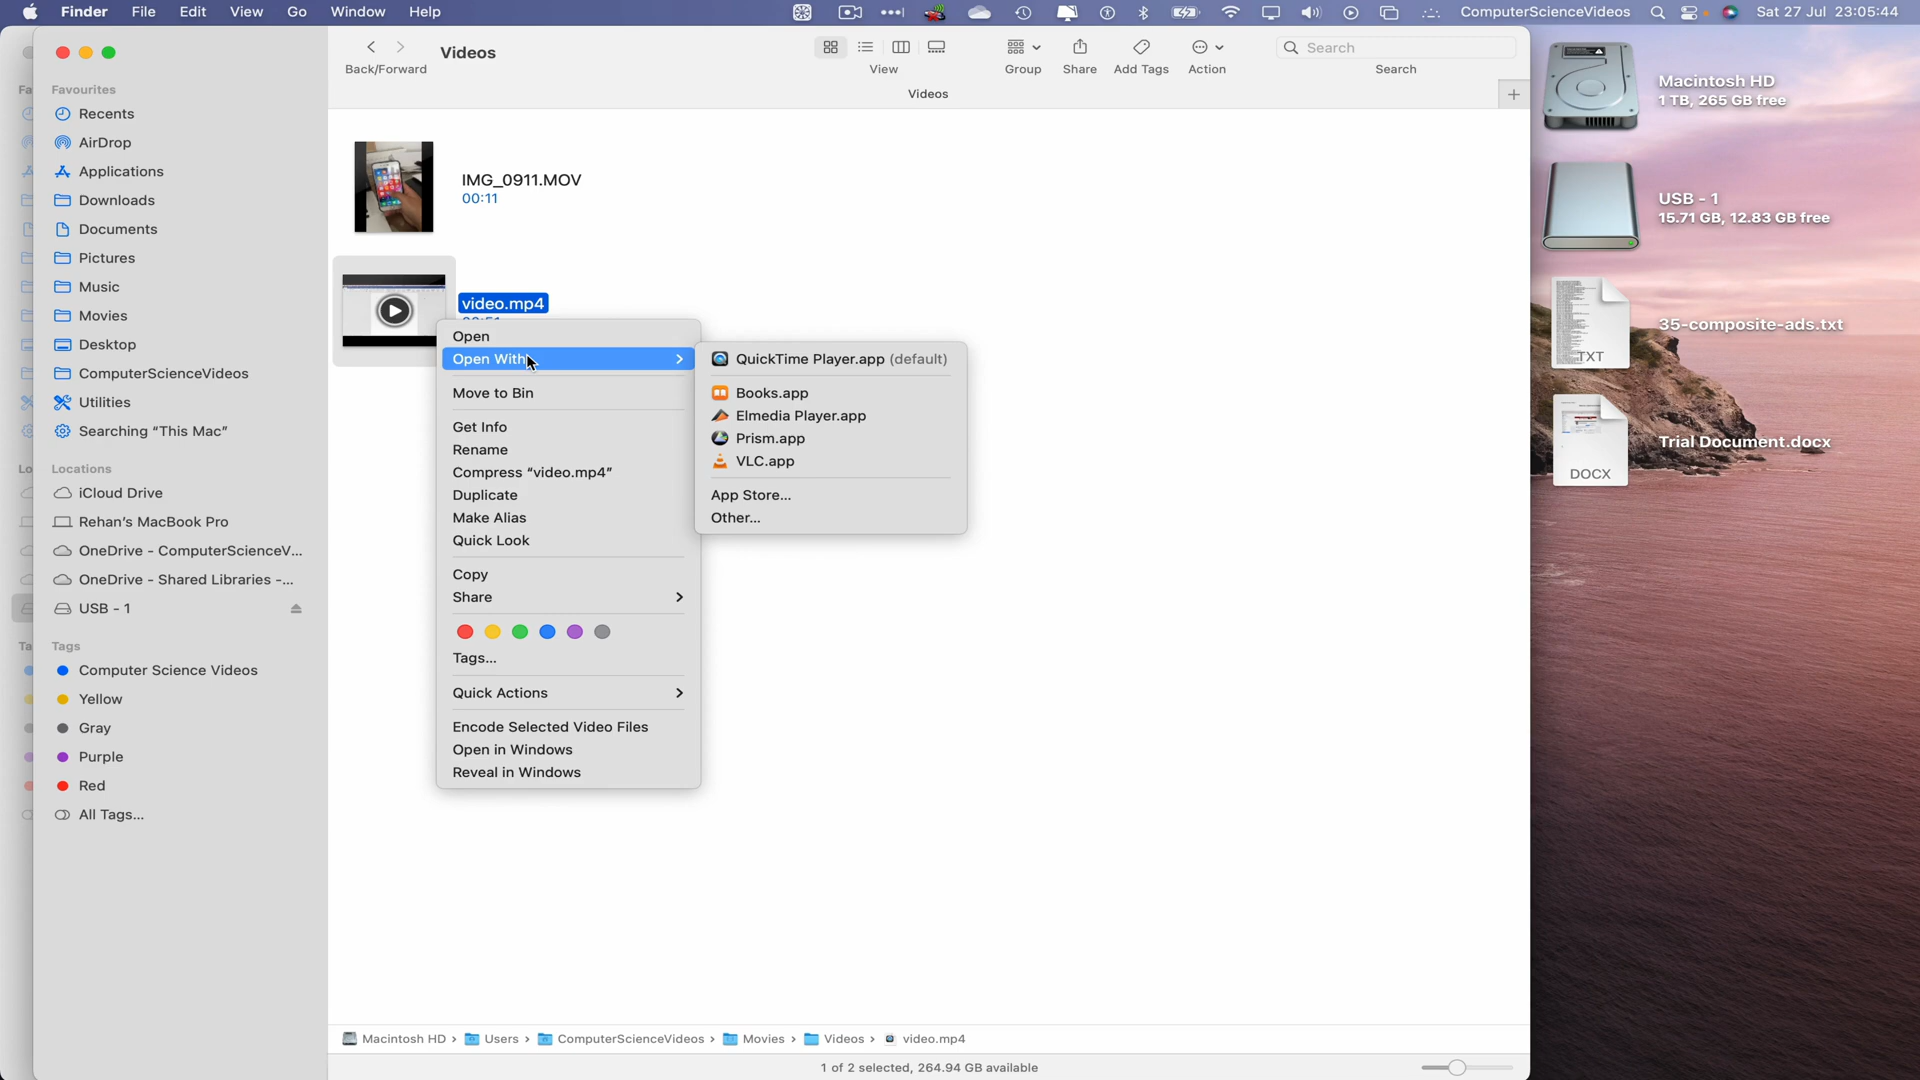 Finder File Edit View Go Window Help ComputerScienceVideos Sat 27 Jul 23:05:44
Back/Forward
Videos
View
Group
Share
Add Tags
Action
Search
Search
Videos
Fa
Favourites
Recents
AirDrop
Applications
Downloads
Documents
Pictures
Music
Movies
Desktop
ComputerScienceVideos
Utilities
Searching “This Mac”
Lo
Locations
iCloud Drive
Rehan's MacBook Pro
OneDrive - ComputerScienceV...
OneDrive - Shared Libraries -...
USB - 1
Ta
Tags
Computer Science Videos
Yellow
Gray
Purple
Red
All Tags...
IMG_0911.MOV
00:11
video.mp4
Open
Open With
Move to Bin
Get Info
Rename
Compress “video.mp4”
Duplicate
Make Alias
Quick Look
Copy
Share
Tags...
Quick Actions
Encode Selected Video Files
Open in Windows
Reveal in Windows
QuickTime Player.app (default)
Books.app
Elmedia Player.app
Prism.app
VLC.app
App Store...
Other...
Macintosh HD › Users › ComputerScienceVideos › Movies › Videos › video.mp4
1 of 2 selected, 264.94 GB available
Macintosh HD
1 TB, 265 GB free
USB - 1
15.71 GB, 12.83 GB free
TXT
35-composite-ads.txt
DOCX
Trial Document.docx